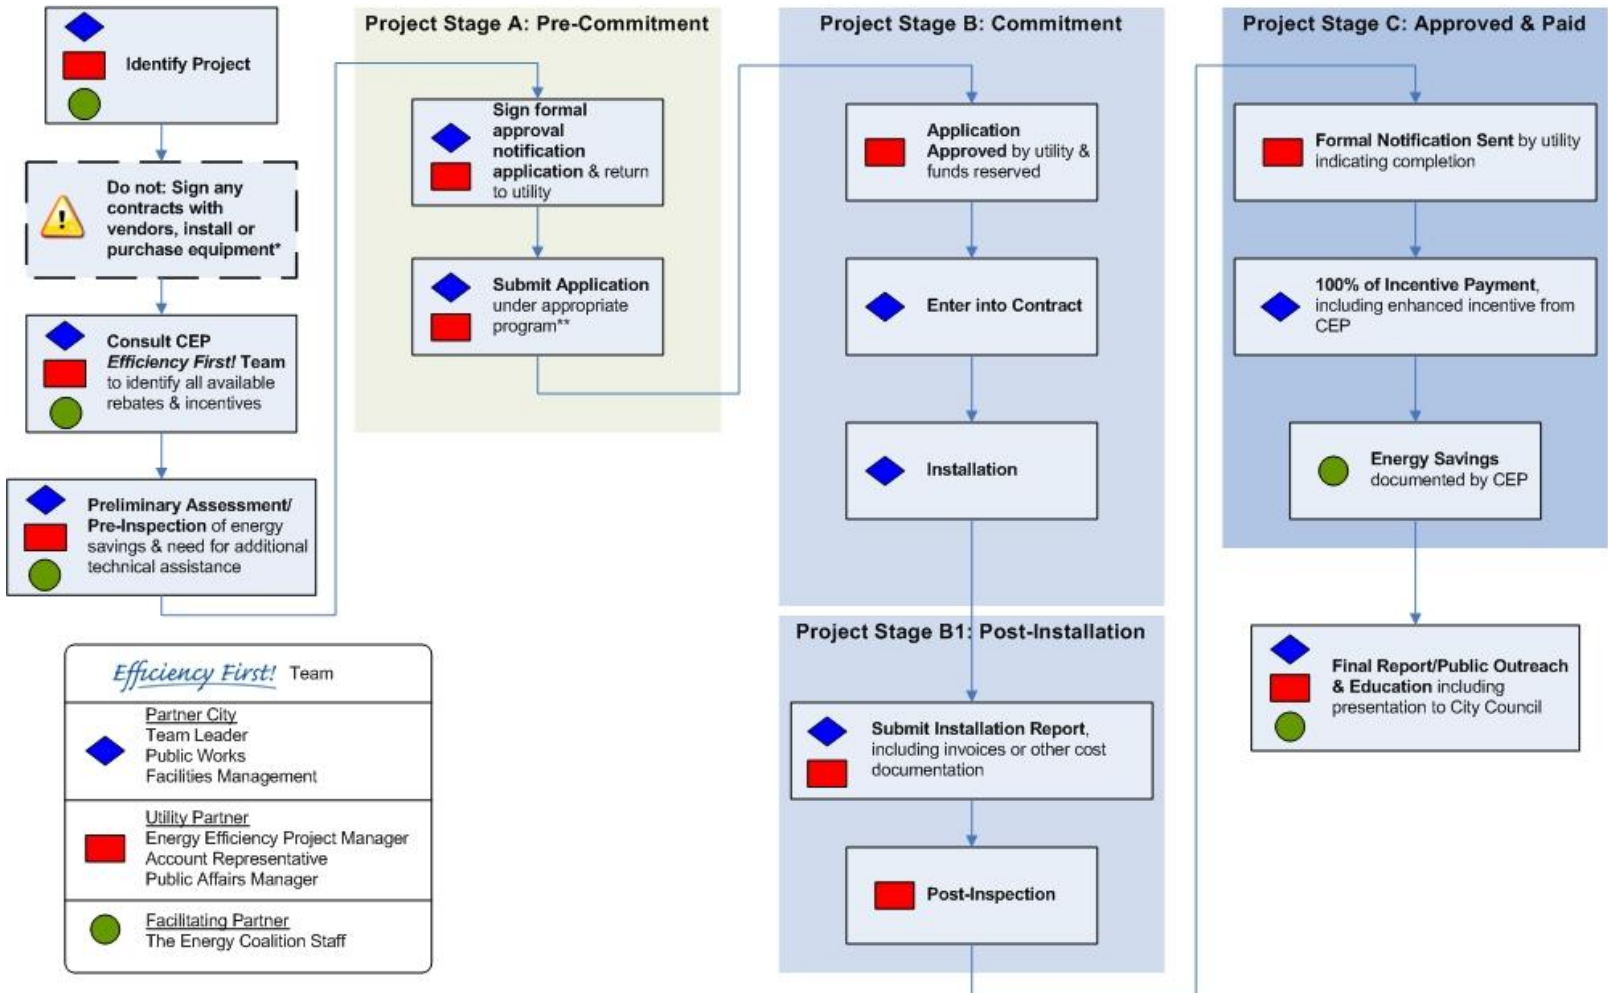 Identify Project
Do not: Sign any
contracts with
vendors, install or
purchase equipment*
Consult CEP
Efficiency First! Team
to identify all available
rebates & incentives
Preliminary Assessment/
Pre-Inspection of energy
savings & need for additional
technical assistance
Efficiency First! Team
Partner City
Team Leader
Public Works
Facilities Management
Utility Partner
Energy Efficiency Project Manager
Account Representative
Public Affairs Manager
Facilitating Partner
The Energy Coalition Staff
Project Stage A: Pre-Commitment
Sign formal
approval
notification
application & return
to utility
Submit Application
under appropriate
program**
Project Stage B: Commitment
Application
Approved by utility &
funds reserved
Enter into Contract
Installation
Project Stage B1: Post-Installation
Submit Installation Report,
including invoices or other cost
documentation
Post-Inspection
Project Stage C: Approved & Paid
Formal Notification Sent by utility
indicating completion
100% of Incentive Payment,
including enhanced incentive from
CEP
Energy Savings
documented by CEP
Final Report/Public Outreach
& Education including
presentation to City Council